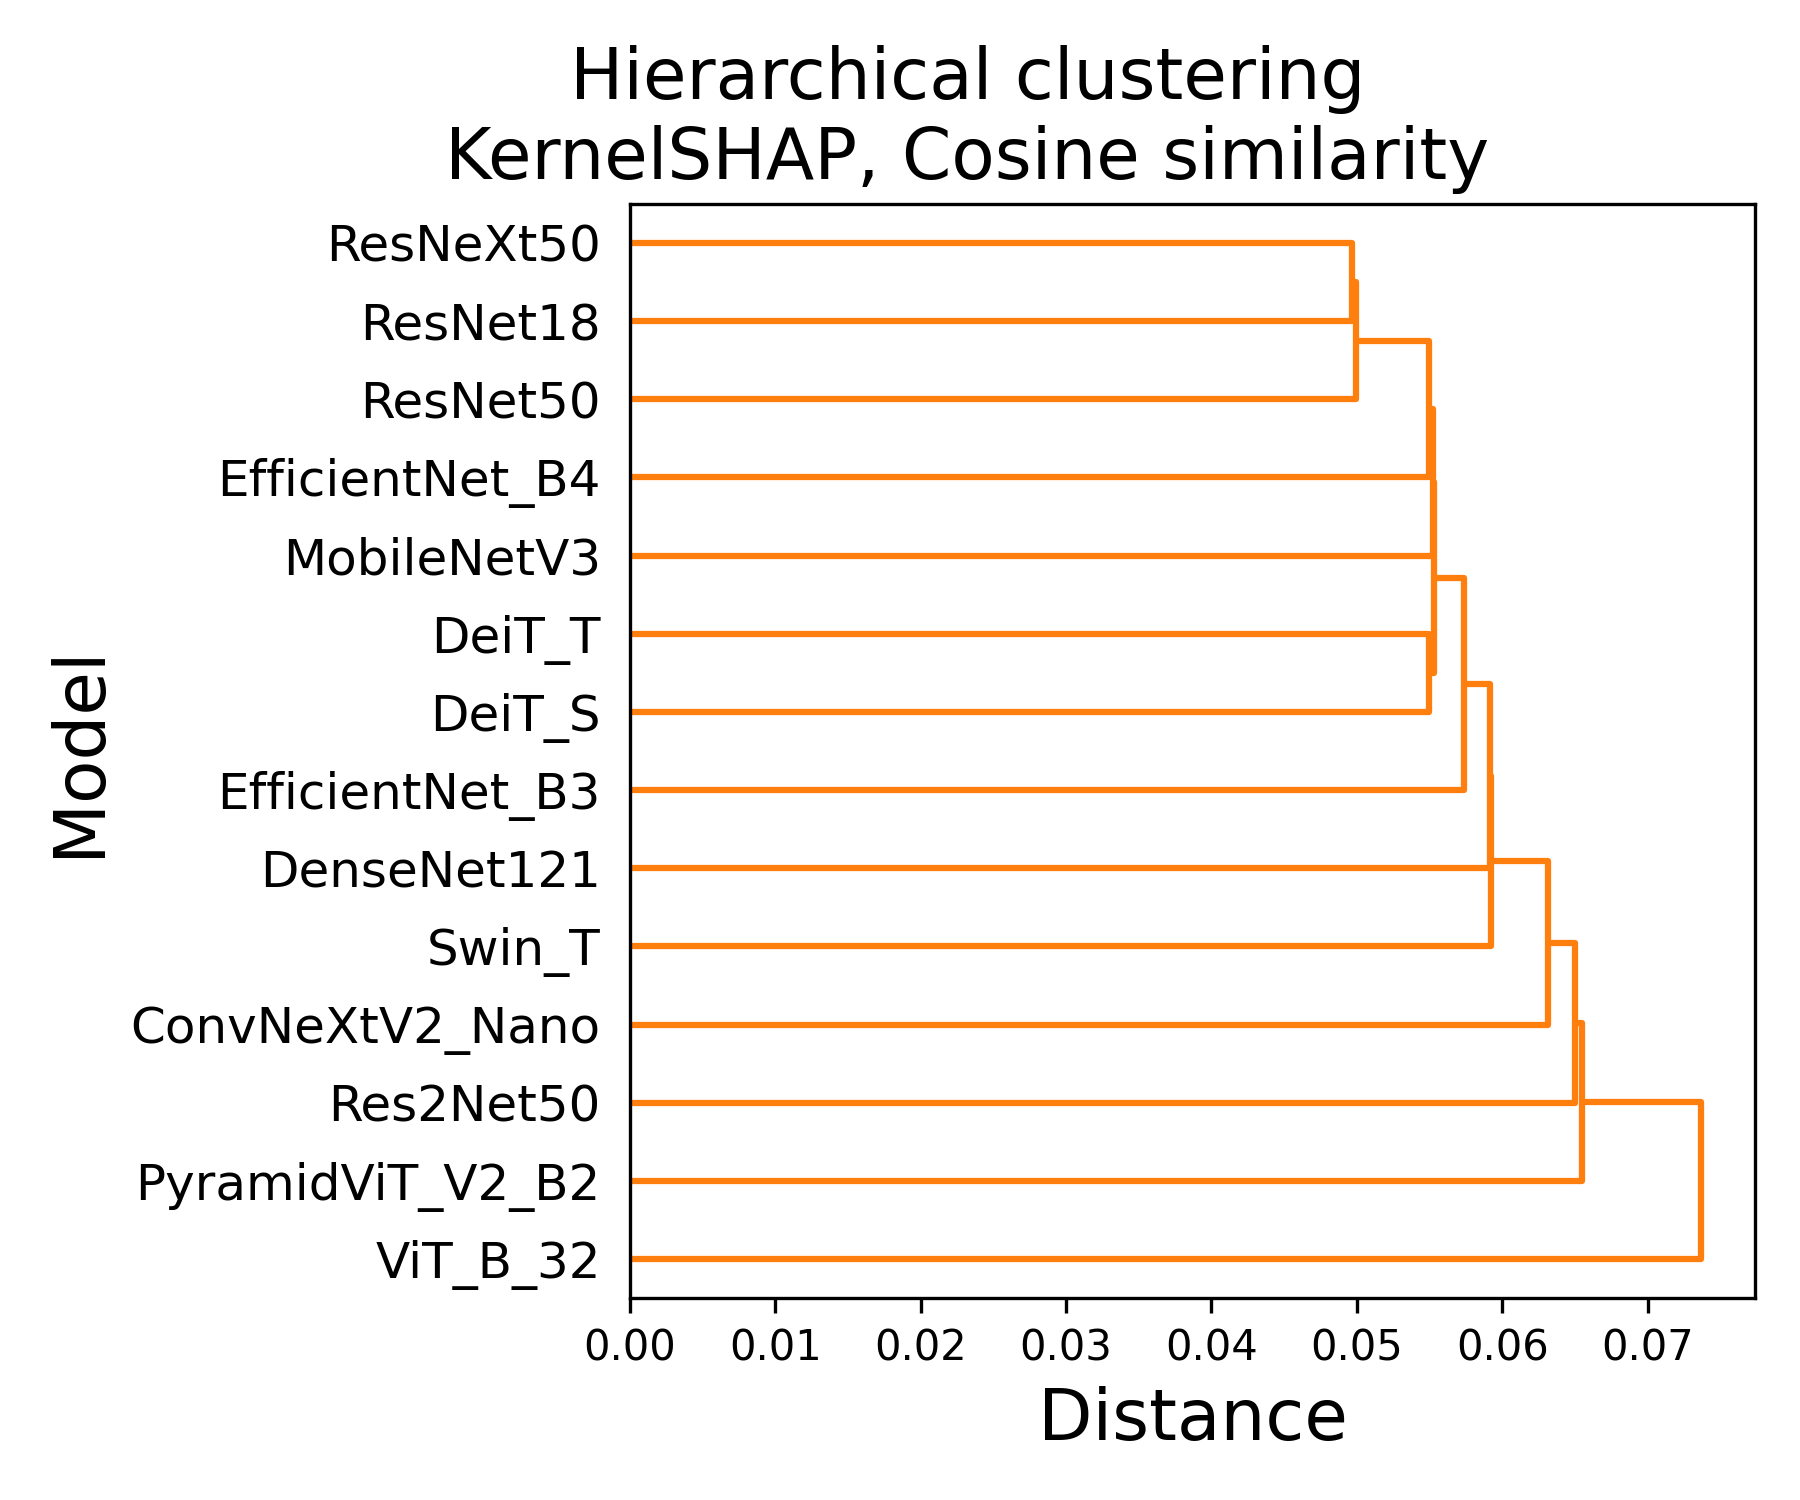 Hierarchical clustering
KernelSHAP, Cosine similarity
ResNeXt50
ResNet18
ResNet50
EfficientNet_B4
MobileNetV3
DeiT_T
DeiT_S
EfficientNet_B3
DenseNet121
Swin_T
ConvNeXtV2_Nano
Res2Net50
PyramidViT_V2_B2
ViT_B_32
Model
0.00 0.01 0.02 0.03 0.04 0.05 0.06 0.07
Distance